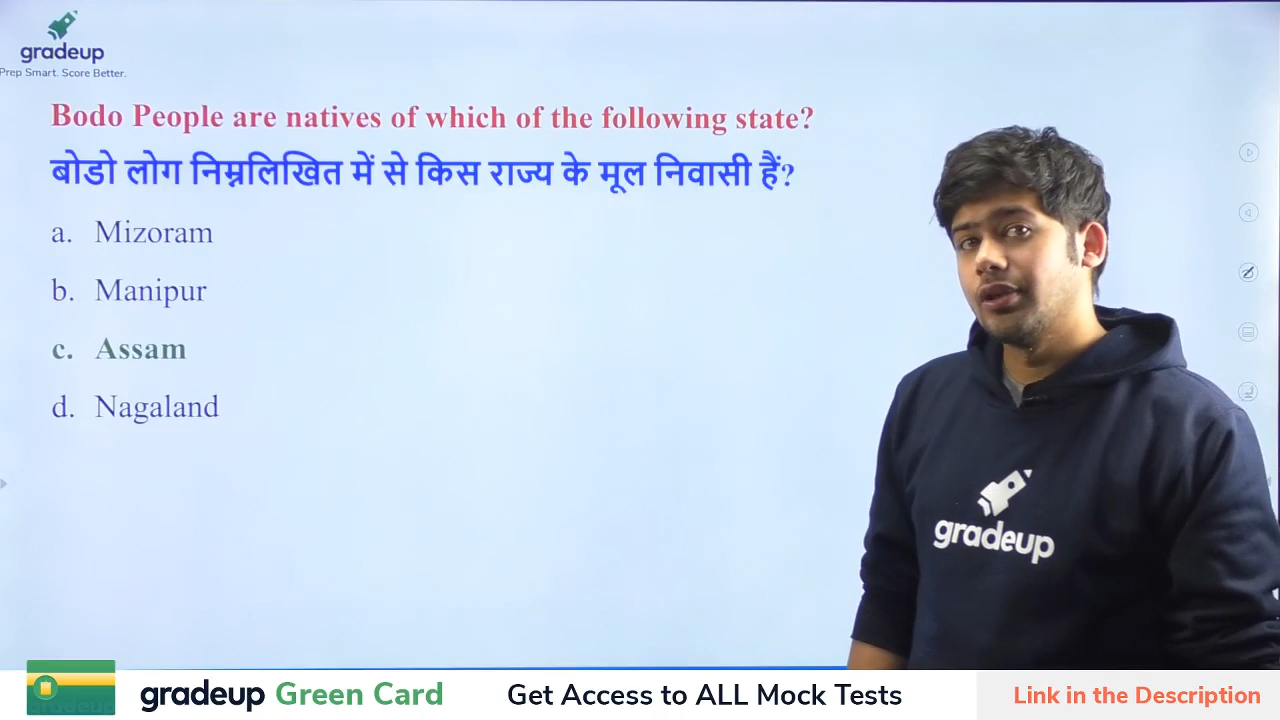 gradeup
Prep Smart. Score Better.
Bodo People are natives of which of the following state?
बोडो लोग निम्नलिखित में से किस राज्य के मूल निवासी हैं?
a. Mizoram
b. Manipur
c. Assam
d. Nagaland
gradeup
gradeup
gradeup Green Card
Get Access to ALL Mock Tests
Link in the Description